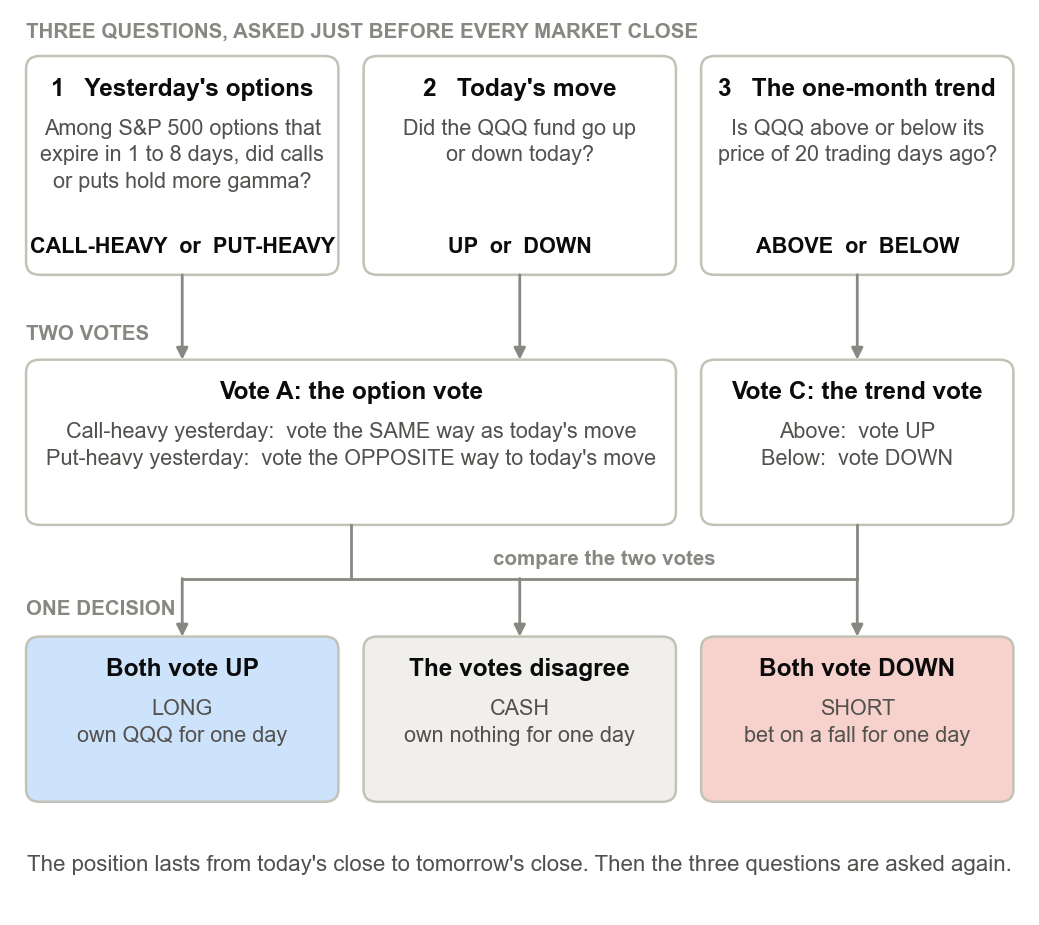 THREE QUESTIONS, ASKED JUST BEFORE EVERY MARKET CLOSE
1 Yesterday's options
Among S&P 500 options that
expire in 1 to 8 days, did calls
or puts hold more gamma?
CALL-HEAVY or PUT-HEAVY
2 Today's move
Did the QQQ fund go up
or down today?
UP or DOWN
3 The one-month trend
Is QQQ above or below its
price of 20 trading days ago?
ABOVE or BELOW
TWO VOTES
Vote A: the option vote
Call-heavy yesterday: vote the SAME way as today's move
Put-heavy yesterday: vote the OPPOSITE way to today's move
Vote C: the trend vote
Above: vote UP
Below: vote DOWN
compare the two votes
ONE DECISION
Both vote UP
LONG
own QQQ for one day
The votes disagree
CASH
own nothing for one day
Both vote DOWN
SHORT
bet on a fall for one day
The position lasts from today's close to tomorrow's close. Then the three questions are asked again.